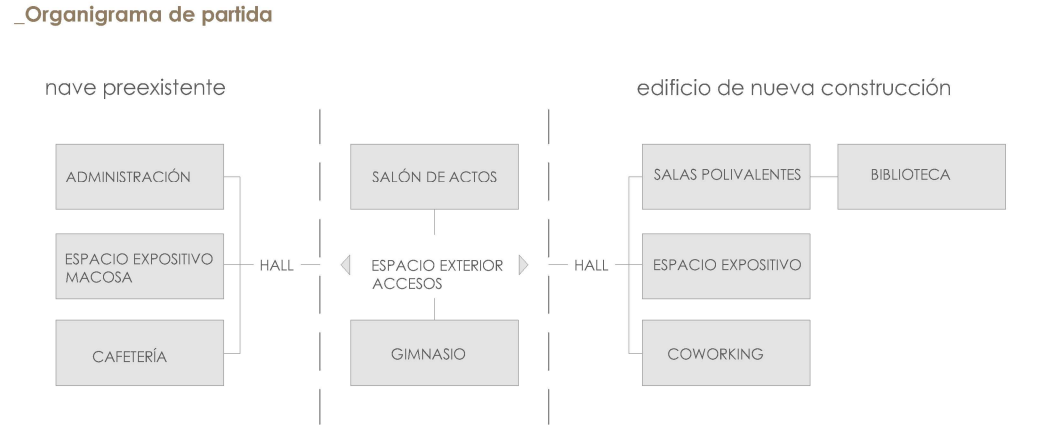 _Organigrama de partida
nave preexistente
edificio de nueva construcción
ADMINISTRACIÓN
SALÓN DE ACTOS
SALAS POLIVALENTES
BIBLIOTECA
ESPACIO EXPOSITIVO
MACOSA
HALL
ESPACIO EXTERIOR
ACCESOS
HALL
ESPACIO EXPOSITIVO
CAFETERÍA
GIMNASIO
COWORKING